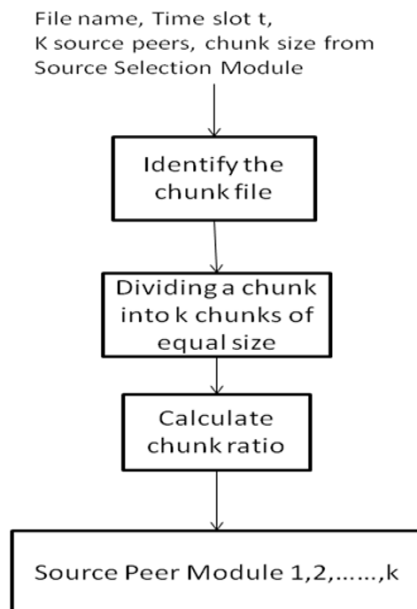 File name, Time slot t,
K source peers, chunk size from
Source Selection Module
Identify the
chunk file
Dividing a chunk
into k chunks of
equal size
Calculate
chunk ratio
Source Peer Module 1,2,......,k